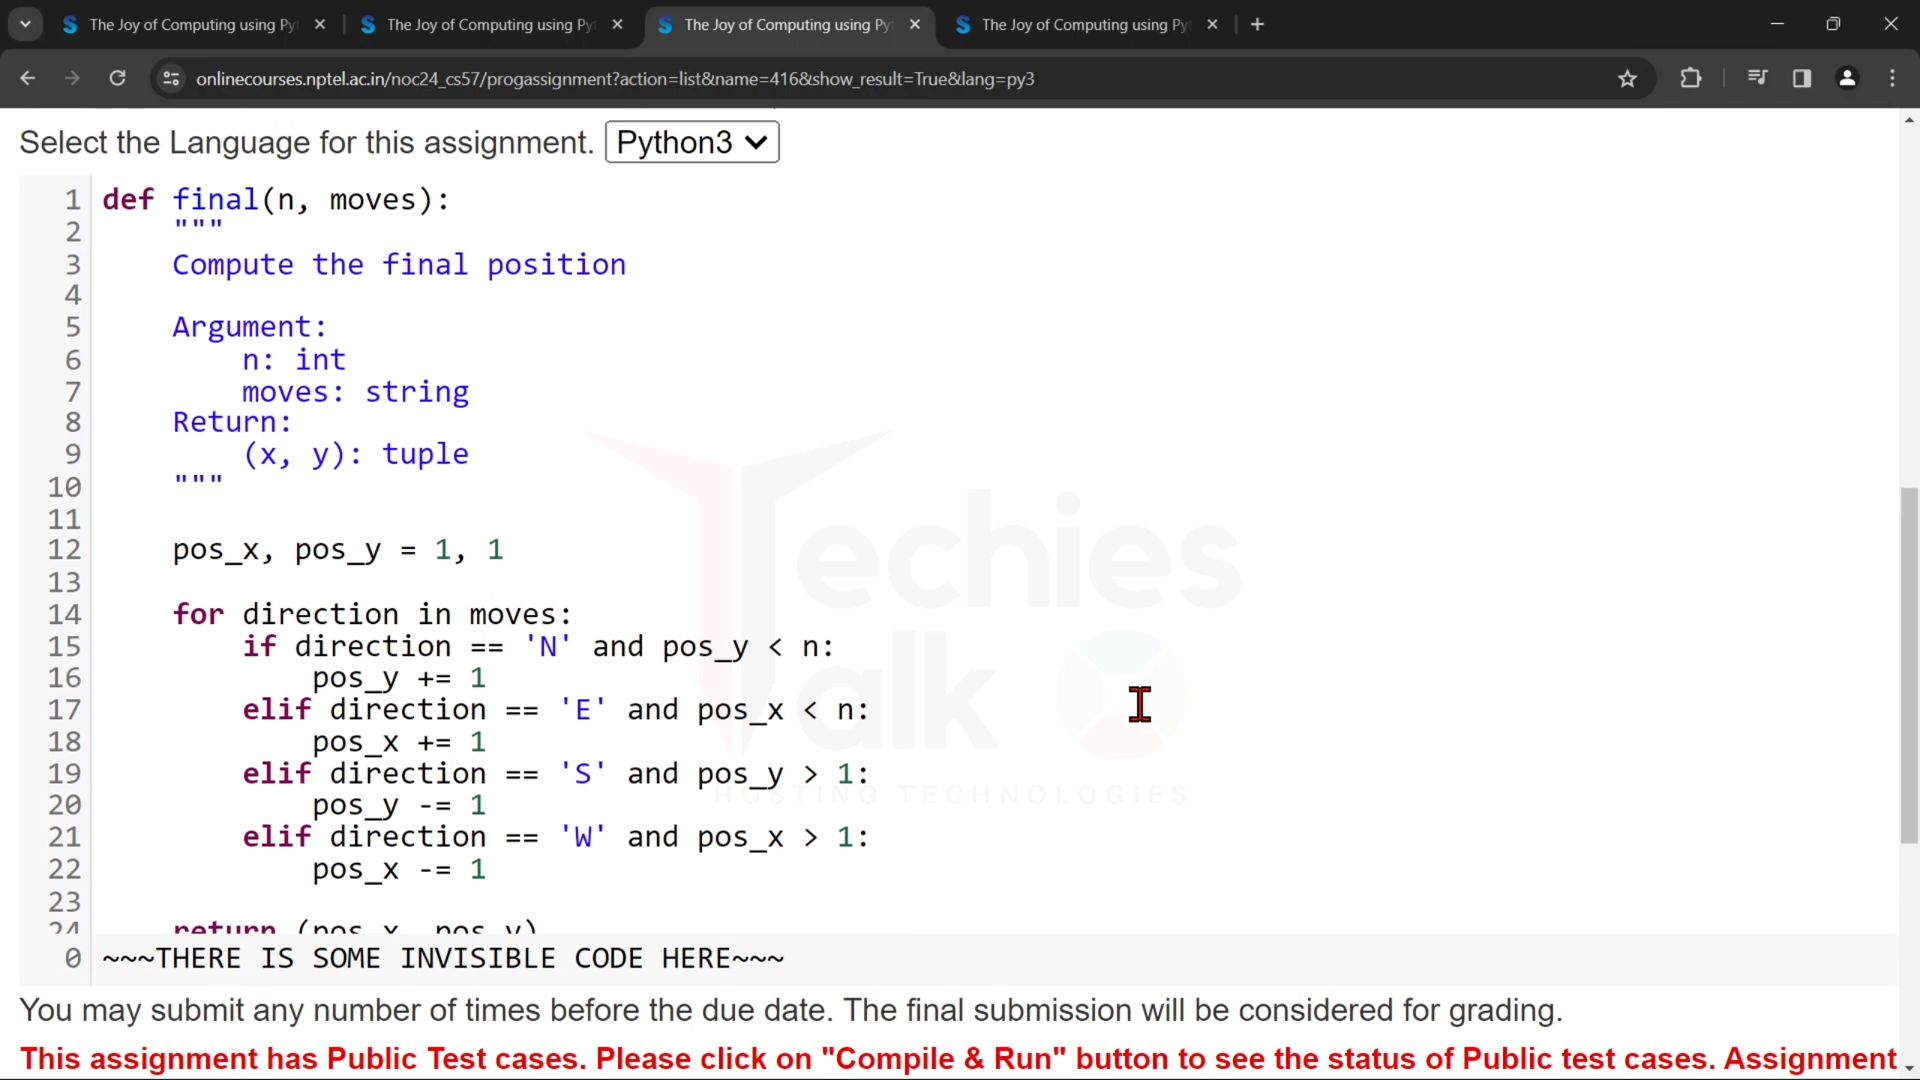 The Joy of Computing using Py
The Joy of Computing using Py
The Joy of Computing using Py
The Joy of Computing using Py
onlinecourses.nptel.ac.in/noc24_cs57/progassignment?action=list&name=416&show_result=True&lang=py3
Select the Language for this assignment. Python3
1 def final(n, moves):
2 """
3 Compute the final position
4
5 Argument:
6 n: int
7 moves: string
8 Return:
9 (x, y): tuple
10 """
11
12 pos_x, pos_y = 1, 1
13
14 for direction in moves:
15 if direction == 'N' and pos_y < n:
16 pos_y += 1
17 elif direction == 'E' and pos_x < n:
18 pos_x += 1
19 elif direction == 'S' and pos_y > 1:
20 pos_y -= 1
21 elif direction == 'W' and pos_x > 1:
22 pos_x -= 1
23
24 return (pos_x, pos_y)
0 ~~~THERE IS SOME INVISIBLE CODE HERE~~~
Techies
Talk
HOSTING TECHNOLOGIES
You may submit any number of times before the due date. The final submission will be considered for grading.
This assignment has Public Test cases. Please click on "Compile & Run" button to see the status of Public test cases. Assignment